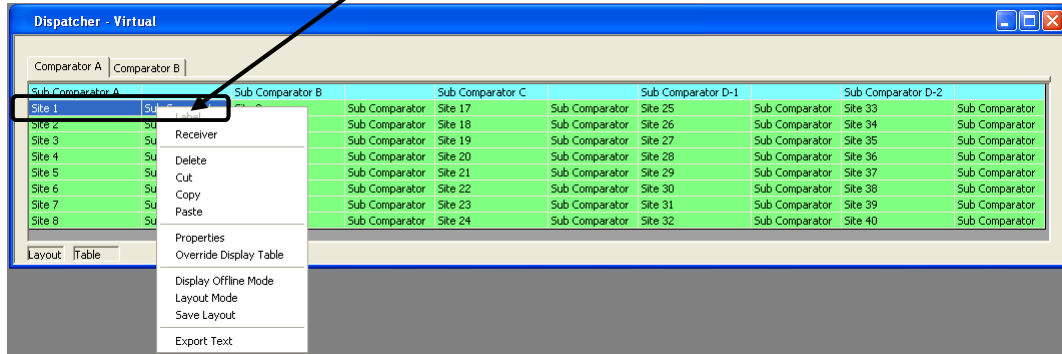 Dispatcher - Virtual
Comparator A Comparator B
Sub Comparator A Sub Comparator B Sub Comparator C Sub Comparator D-1 Sub Comparator D-2
Site 1 Sub Comparator Site 17 Sub Comparator Site 25 Sub Comparator Site 33 Sub Comparator
Label
Site 2 Su Sub Comparator Site 18 Sub Comparator Site 26 Sub Comparator Site 34 Sub Comparator
Receiver
Site 3 Su Sub Comparator Site 19 Sub Comparator Site 27 Sub Comparator Site 35 Sub Comparator
Site 4 Su Sub Comparator Site 20 Sub Comparator Site 28 Sub Comparator Site 36 Sub Comparator
Delete
Site 5 Su Sub Comparator Site 21 Sub Comparator Site 29 Sub Comparator Site 37 Sub Comparator
Cut
Site 6 Su Sub Comparator Site 22 Sub Comparator Site 30 Sub Comparator Site 38 Sub Comparator
Copy
Site 7 Su Sub Comparator Site 23 Sub Comparator Site 31 Sub Comparator Site 39 Sub Comparator
Paste
Site 8 Su Sub Comparator Site 24 Sub Comparator Site 32 Sub Comparator Site 40 Sub Comparator
Properties
Layout Table
Override Display Table
Display Offline Mode
Layout Mode
Save Layout
Export Text